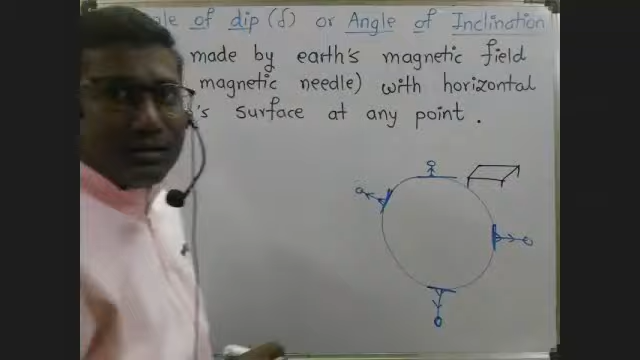 of dip (δ) or Angle of Inclination
made by earth's magnetic field
magnetic needle) with horizontal
's surface at any point.